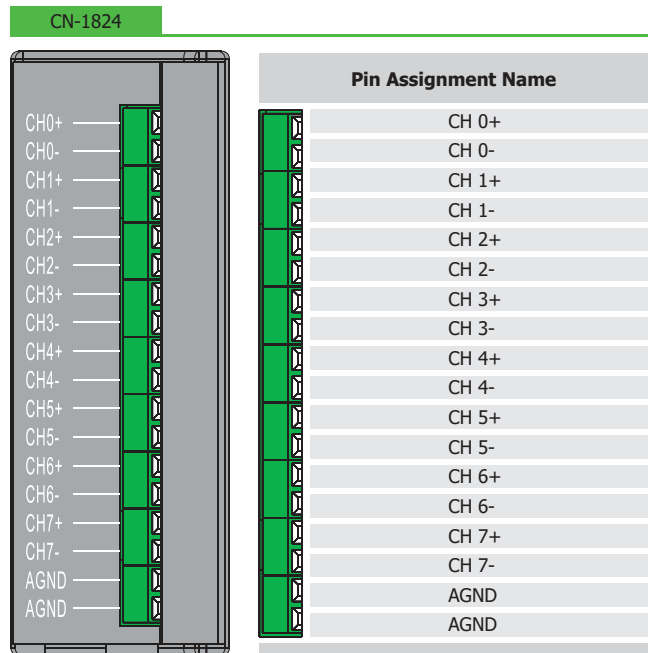 CN-1824
CH0+
CH0-
CH1+
CH1-
CH2+
CH2-
CH3+
CH3-
CH4+
CH4-
CH5+
CH5-
CH6+
CH6-
CH7+
CH7-
AGND
AGND
Pin Assignment Name
CH 0+
CH 0-
CH 1+
CH 1-
CH 2+
CH 2-
CH 3+
CH 3-
CH 4+
CH 4-
CH 5+
CH 5-
CH 6+
CH 6-
CH 7+
CH 7-
AGND
AGND